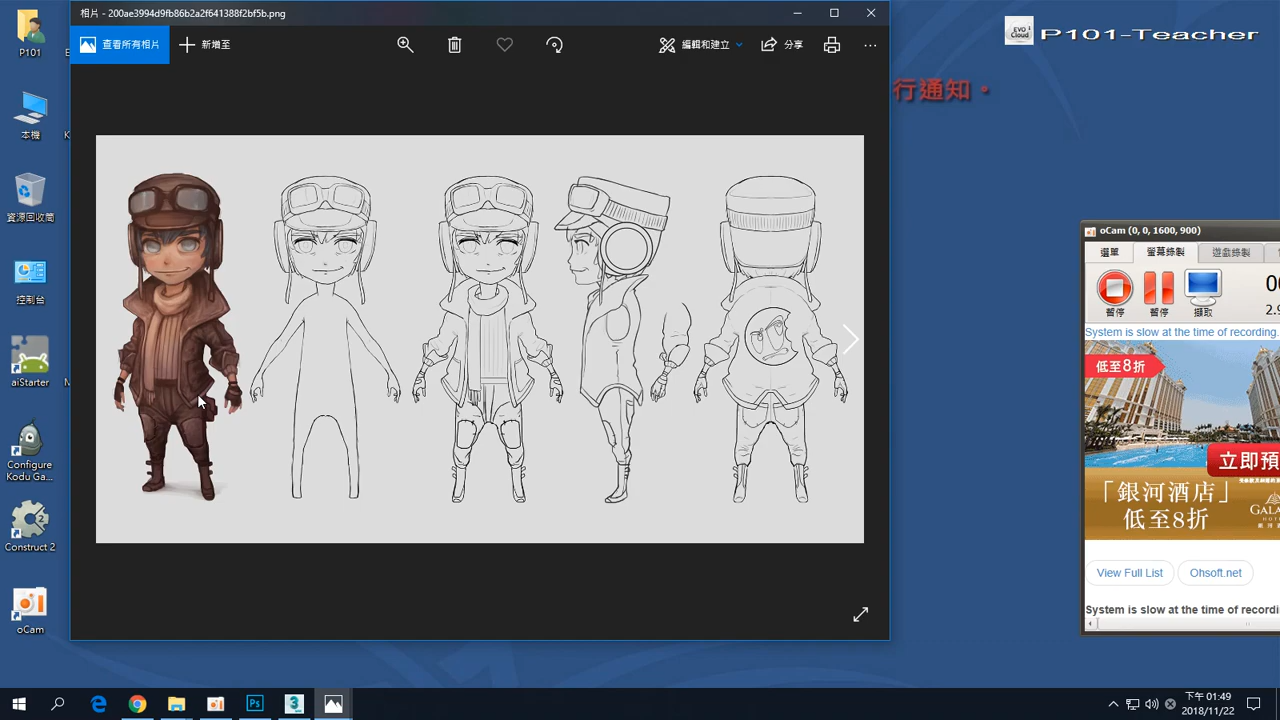 相片 - 200ae3994d9fb86b2a2f641388f2bf5b.png
查看所有相片
新增至
編輯和建立
分享
EVO
Cloud
P101-Teacher
行通知。
P101
本機
資源回收筒
控制台
aiStarter
Configure
Kodu Ga...
Construct 2
oCam
oCam (0, 0, 1600, 900)
選單
螢幕錄製
遊戲錄製
暫停
暫停
擷取
System is slow at the time of recording.
低至8折
立即預
「銀河酒店」
低至8折
GALA
View Full List
Ohsoft.net
System is slow at the time of recordi
下午 01:49
2018/11/22